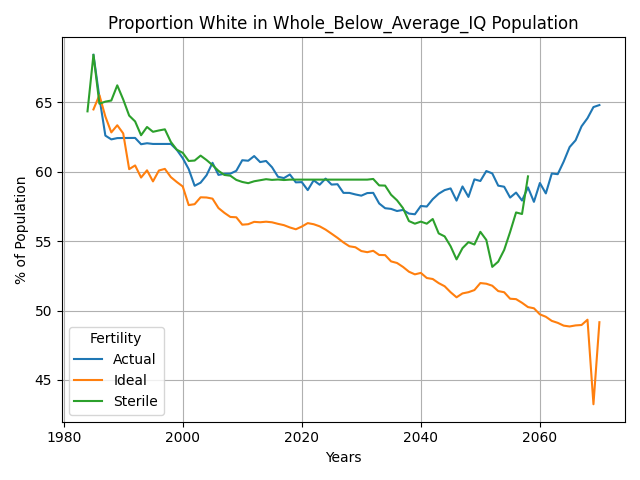 Proportion White in Whole_Below_Average_IQ Population
% of Population
65
60
55
50
45
Fertility
Actual
Ideal
Sterile
1980
2000
2020
2040
2060
Years